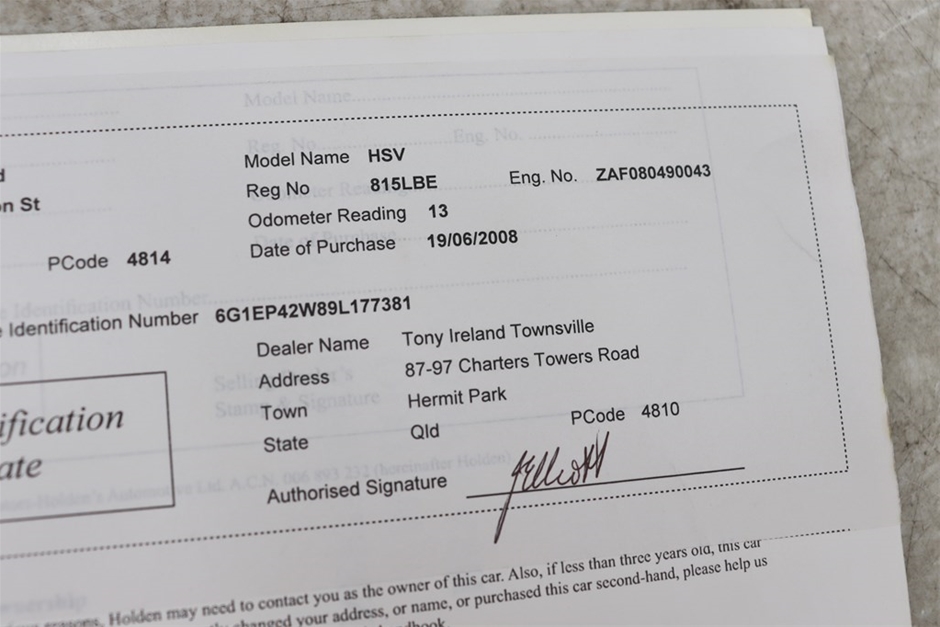 Model Name HSV
Reg No 815LBE Eng. No. ZAF080490043
on St
Odometer Reading 13
Date of Purchase 19/06/2008
PCode 4814
Identification Number 6G1EP42W89L177381
Dealer Name Tony Ireland Townsville
Address 87-97 Charters Towers Road
Town Hermit Park
ification
State Qld PCode 4810
ate
Authorised Signature
Holden may need to contact you as the owner of this car. Also, if less than three years old, this car
changed your address, or name, or purchased this car second-hand, please help us